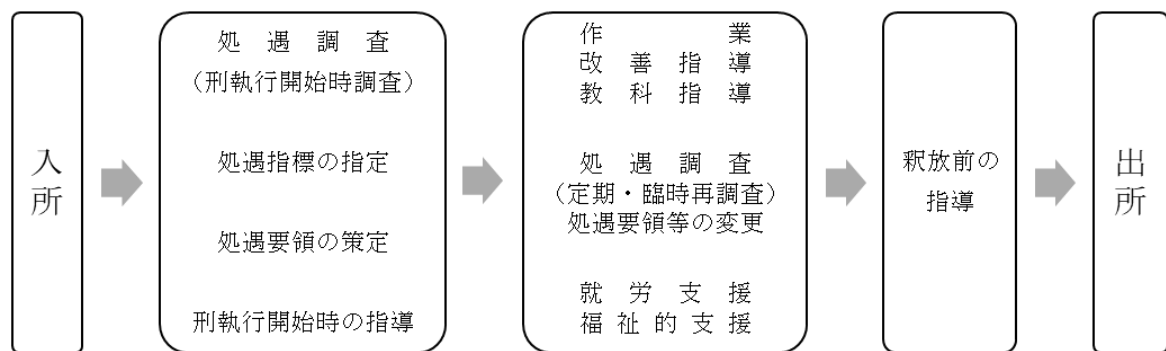 入所
処遇調査
（刑執行開始時調査）
処遇指標の指定
処遇要領の策定
刑執行開始時の指導
作業
改善指導
教科指導
処遇調査
（定期・臨時再調査）
処遇要領等の変更
就労支援
福祉的支援
釈放前の
指導
出所